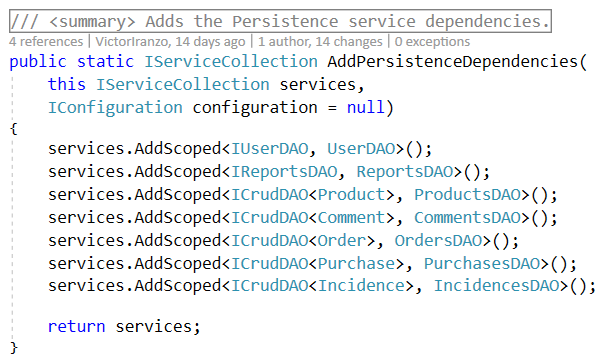 /// <summary> Adds the Persistence service dependencies.
4 references | VictorIranzo, 14 days ago | 1 author, 14 changes | 0 exceptions
public static IServiceCollection AddPersistenceDependencies(
    this IServiceCollection services,
    IConfiguration configuration = null)
{
    services.AddScoped<IUserDAO, UserDAO>();
    services.AddScoped<IReportsDAO, ReportsDAO>();
    services.AddScoped<ICrudDAO<Product>, ProductsDAO>();
    services.AddScoped<ICrudDAO<Comment>, CommentsDAO>();
    services.AddScoped<ICrudDAO<Order>, OrdersDAO>();
    services.AddScoped<ICrudDAO<Purchase>, PurchasesDAO>();
    services.AddScoped<ICrudDAO<Incidence>, IncidencesDAO>();

    return services;
}